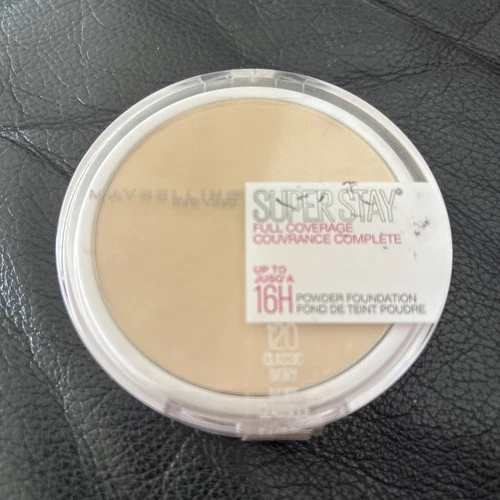 MAYBELLINE
SUPER STAY
FULL COVERAGE
COUVRANCE COMPLÈTE
UP TO
JUSQU'À
16H POWDER FOUNDATION
FOND DE TEINT POUDRE
120
CLASSIC
IVORY